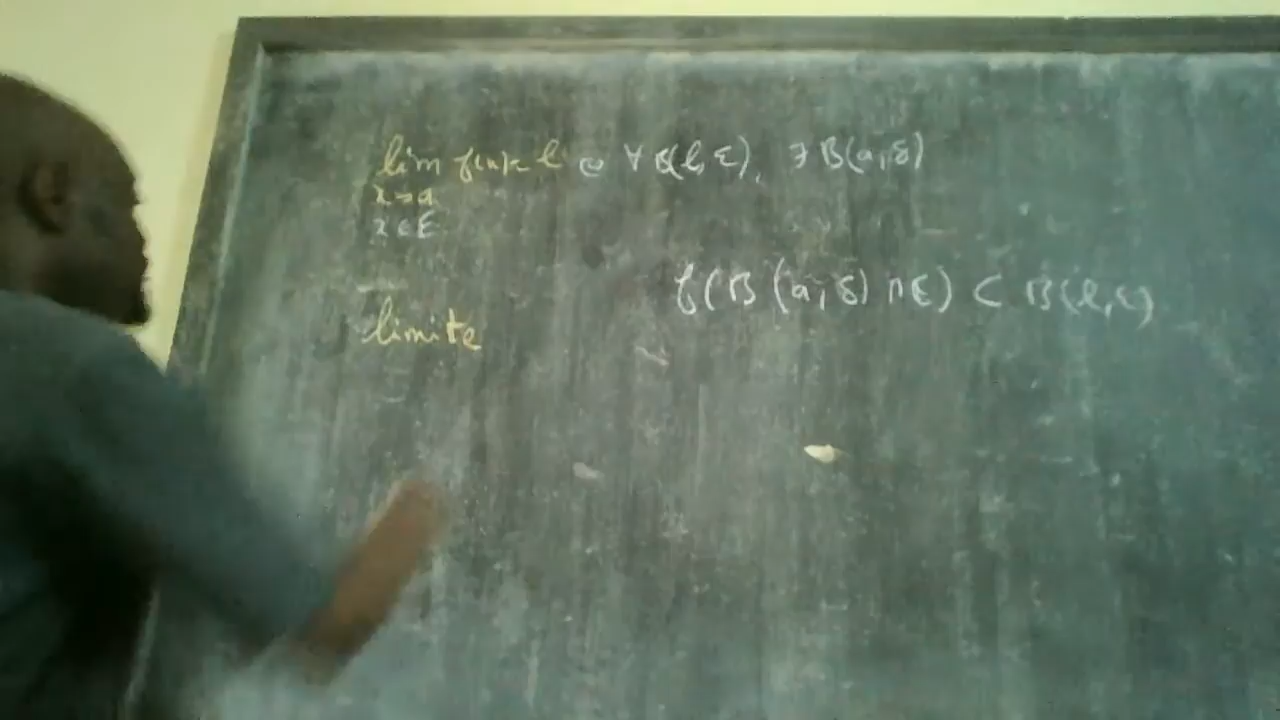 lim f(x) = l ⇔ ∀ B(l, ε), ∃ B(a, δ)
x → a
x ∈ E
f(B(a, δ) ∩ E) ⊂ B(l, ε)
limite